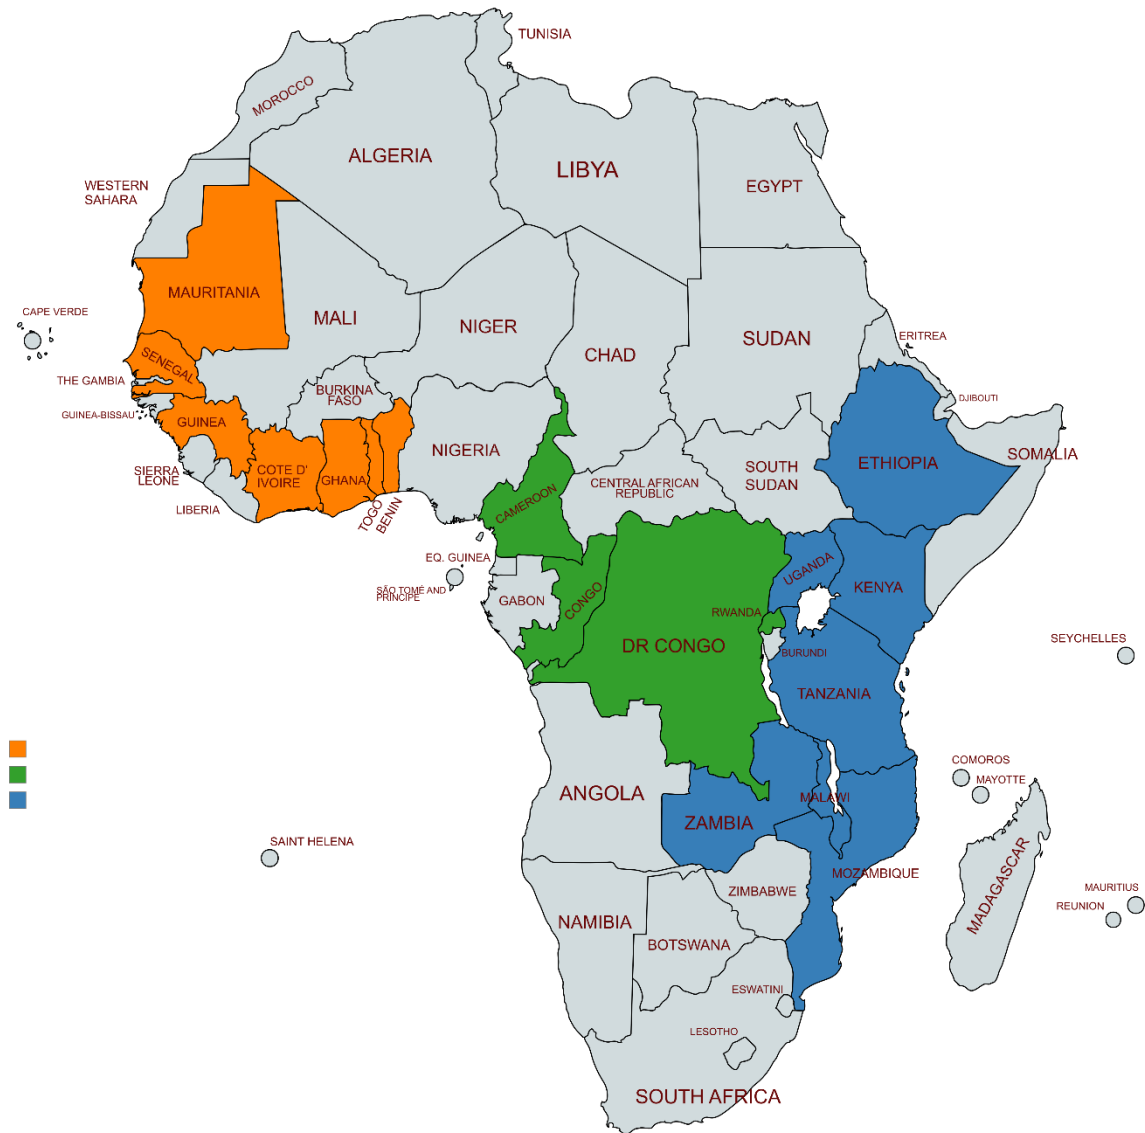 TUNISIA
MOROCCO
ALGERIA
LIBYA
EGYPT
WESTERN
SAHARA
MAURITANIA
CAPE VERDE
MALI
NIGER
CHAD
SUDAN
ERITREA
SENEGAL
THE GAMBIA
BURKINA
FASO
DJIBOUTI
GUINEA-BISSAU
GUINEA
NIGERIA
SOMALIA
ETHIOPIA
SOUTH
SUDAN
SIERRA
LEONE
COTE D'
IVOIRE
GHANA
CENTRAL AFRICAN
REPUBLIC
LIBERIA
TOGO
BENIN
CAMEROON
EQ. GUINEA
UGANDA
KENYA
SÃO TOMÉ AND
PRÍNCIPE
GABON
CONGO
RWANDA
DR CONGO
BURUNDI
SEYCHELLES
TANZANIA
COMOROS
MAYOTTE
ANGOLA
MALAWI
ZAMBIA
SAINT HELENA
MOZAMBIQUE
MADAGASCAR
ZIMBABWE
MAURITIUS
REUNION
NAMIBIA
BOTSWANA
ESWATINI
LESOTHO
SOUTH AFRICA